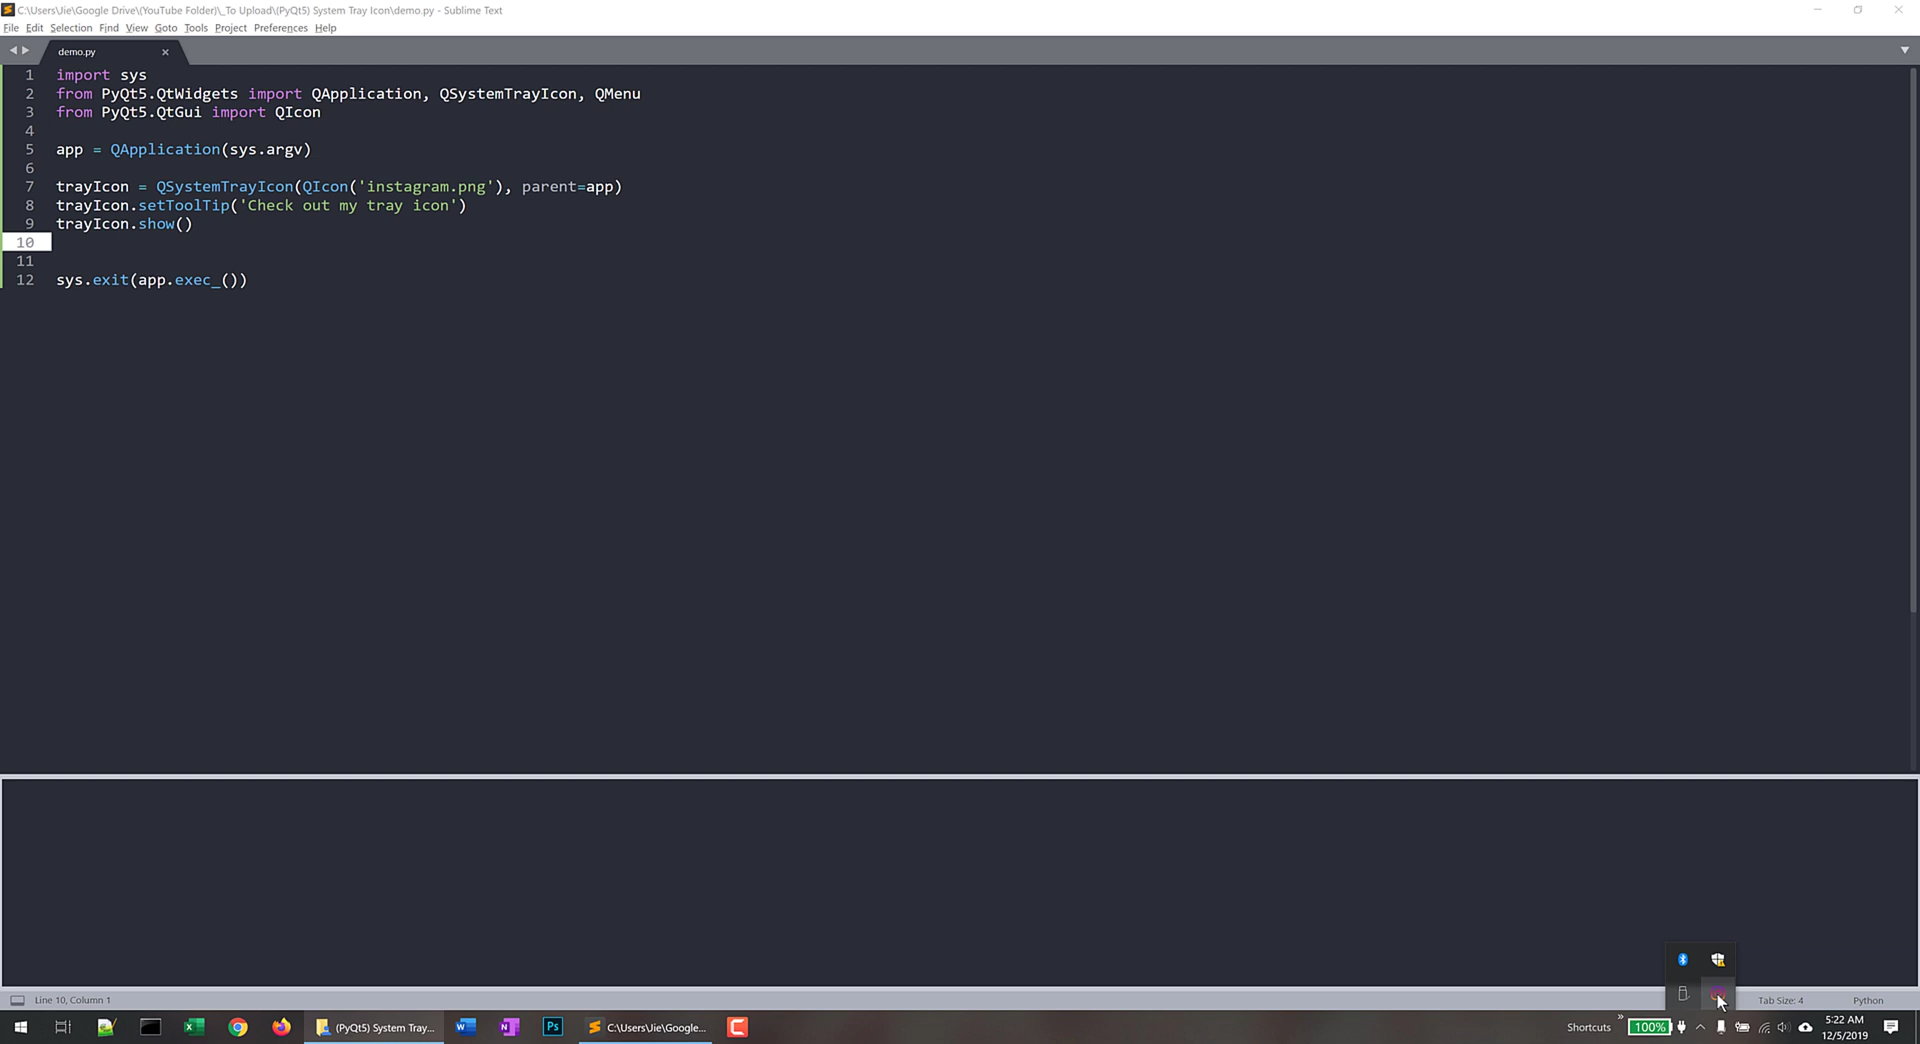 C:\Users\Jie\Google Drive\(YouTube Folder)\_To Upload\(PyQt5) System Tray Icon\demo.py - Sublime Text
File Edit Selection Find View Goto Tools Project Preferences Help
demo.py
1 import sys
2 from PyQt5.QtWidgets import QApplication, QSystemTrayIcon, QMenu
3 from PyQt5.QtGui import QIcon
4
5 app = QApplication(sys.argv)
6
7 trayIcon = QSystemTrayIcon(QIcon('instagram.png'), parent=app)
8 trayIcon.setToolTip('Check out my tray icon')
9 trayIcon.show()
10
11
12 sys.exit(app.exec_())
Line 10, Column 1
Tab Size: 4
Python
(PyQt5) System Tray...
Ps
C:\Users\Jie\Google...
Shortcuts
100%
5:22 AM
12/5/2019